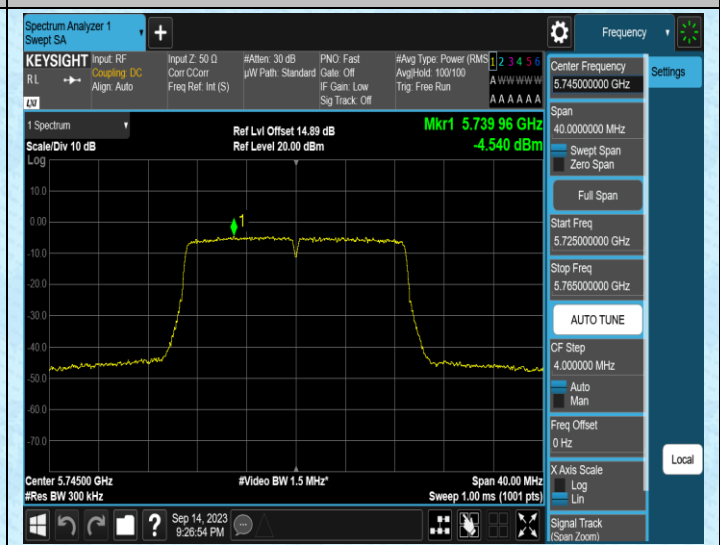 Spectrum Analyzer 1
Swept SA
+
Frequency
KEYSIGHT
RL
LXI
Input: RF
Coupling: DC
Align: Auto
Input Z: 50 Ω
Corr CCorr
Freq Ref: Int (S)
#Atten: 30 dB
µW Path: Standard
PNO: Fast
Gate: Off
IF Gain: Low
Sig Track: Off
#Avg Type: Power (RMS
Avg|Hold: 100/100
Trig: Free Run
1 2 3 4 5 6
A W W W W W
A A A A A A
1 Spectrum
Scale/Div 10 dB
Ref Lvl Offset 14.89 dB
Ref Level 20.00 dBm
Mkr1 5.739 96 GHz
-4.540 dBm
Log
10.0
0.00
-10.0
-20.0
-30.0
-40.0
-50.0
-60.0
-70.0
1
Center 5.74500 GHz
#Res BW 300 kHz
#Video BW 1.5 MHz*
Span 40.00 MHz
Sweep 1.00 ms (1001 pts)
?
Sep 14, 2023
9:26:54 PM
Center Frequency
5.745000000 GHz
Span
40.0000000 MHz
Swept Span
Zero Span
Full Span
Start Freq
5.725000000 GHz
Stop Freq
5.765000000 GHz
AUTO TUNE
CF Step
4.000000 MHz
Auto
Man
Freq Offset
0 Hz
X Axis Scale
Log
Lin
Signal Track
(Span Zoom)
Settings
Local